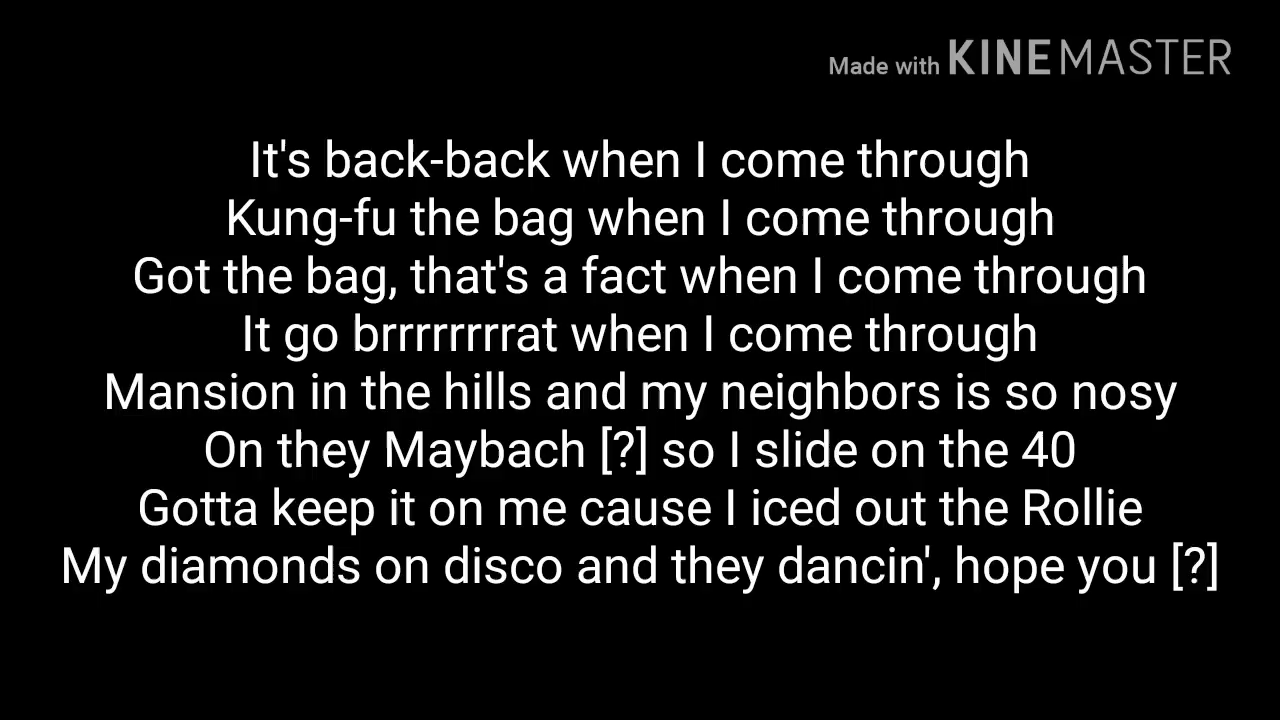 Made with KINEMASTER
It's back-back when I come through
Kung-fu the bag when I come through
Got the bag, that's a fact when I come through
It go brrrrrrrrat when I come through
Mansion in the hills and my neighbors is so nosy
On they Maybach [?] so I slide on the 40
Gotta keep it on me cause I iced out the Rollie
My diamonds on disco and they dancin', hope you [?]